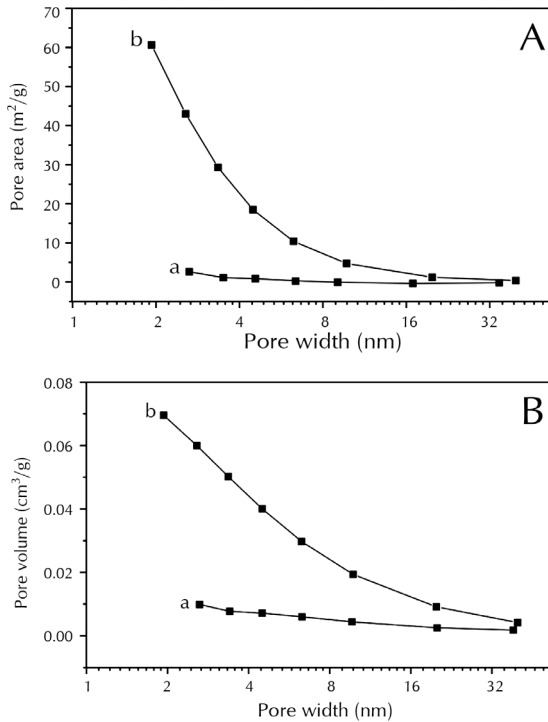 A
70
60
50
40
30
20
10
0
Pore area (m²/g)
b
a
1 2 4 8 16 32
Pore width (nm)
B
0.08
0.06
0.04
0.02
0.00
Pore volume (cm³/g)
b
a
1 2 4 8 16 32
Pore width (nm)